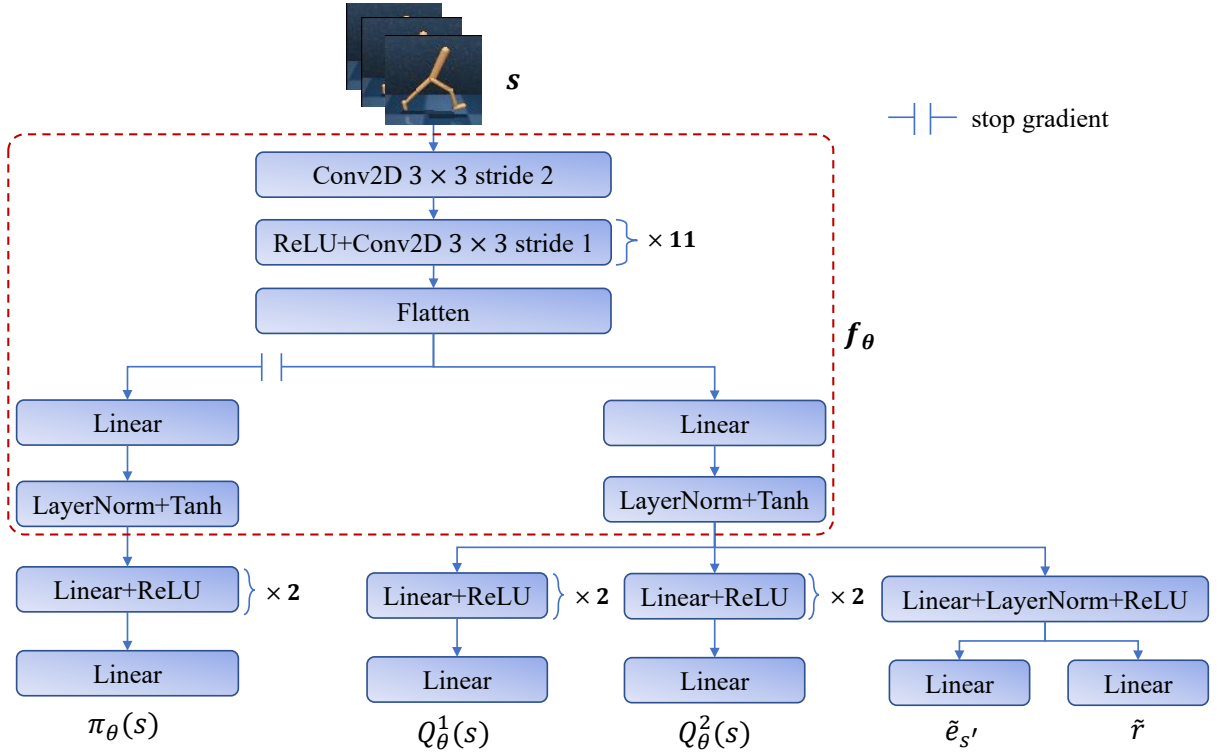 s
stop gradient
Conv2D 3 × 3 stride 2
ReLU+Conv2D 3 × 3 stride 1
× 11
Flatten
f_θ
Linear
Linear
LayerNorm+Tanh
LayerNorm+Tanh
Linear+ReLU
× 2
Linear+ReLU
× 2
Linear+ReLU
× 2
Linear+LayerNorm+ReLU
Linear
Linear
Linear
Linear
Linear
π_θ(s)
Q_θ^1(s)
Q_θ^2(s)
ẽ_{s′}
r̃